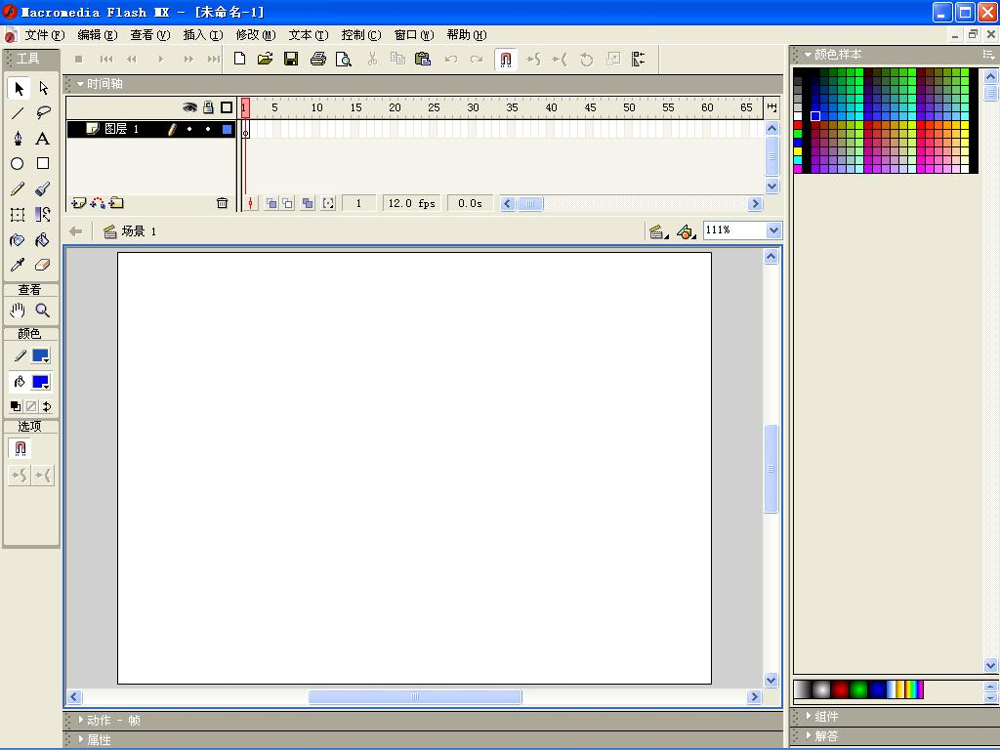 Macromedia Flash MX - [未命名-1]
文件(F) 编辑(E) 查看(V) 插入(I) 修改(M) 文本(T) 控制(C) 窗口(W) 帮助(H)
工具
颜色样本
时间轴
1 5 10 15 20 25 30 35 40 45 50 55 60 65
图层 1
1 12.0 fps 0.0s
场景 1
111%
查看
颜色
选项
动作 - 帧
属性
组件
解答